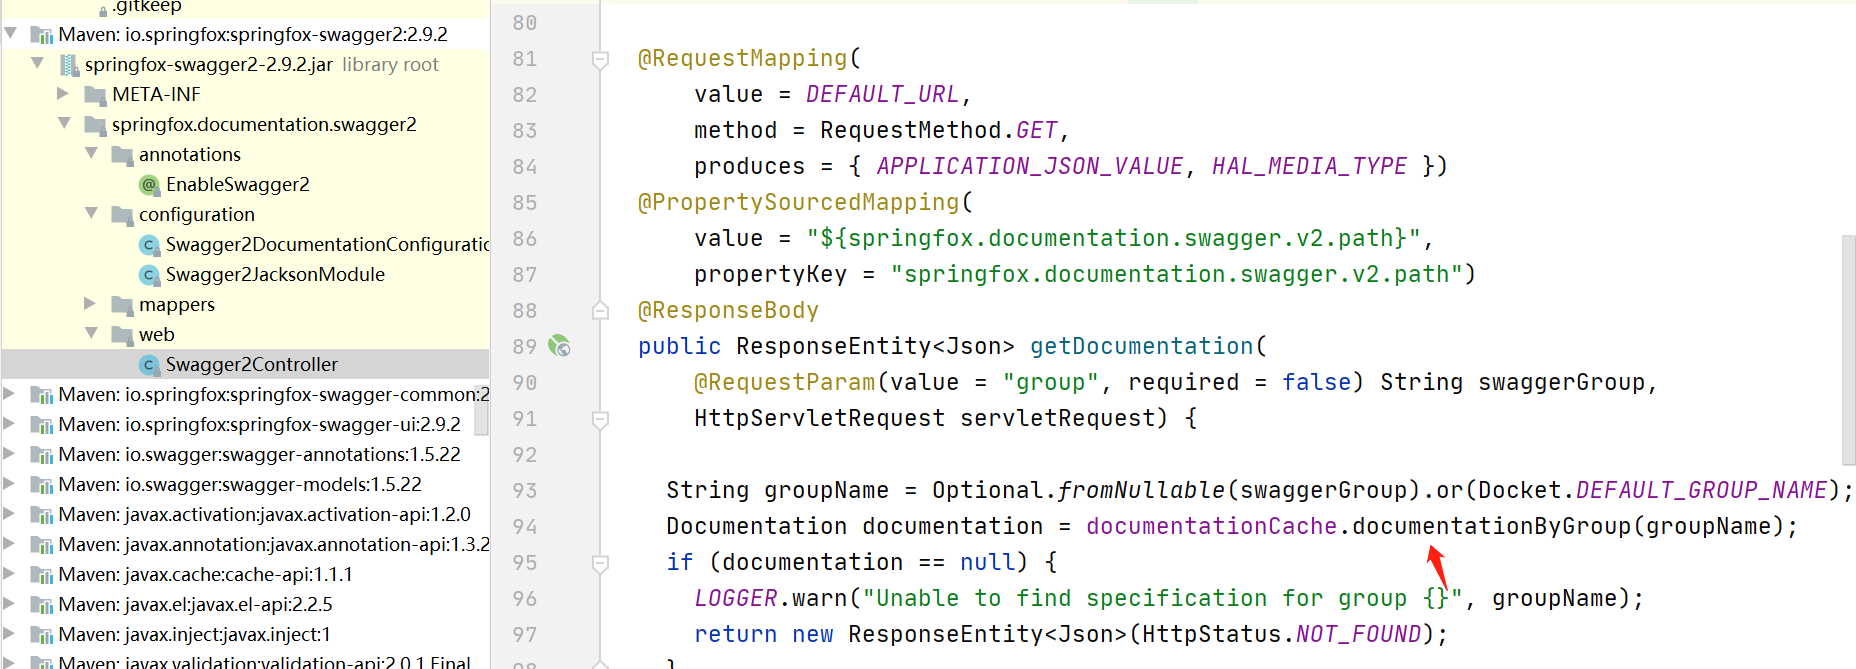 .gitkeep
Maven: io.springfox:springfox-swagger2:2.9.2
springfox-swagger2-2.9.2.jar library root
META-INF
springfox.documentation.swagger2
annotations
EnableSwagger2
configuration
Swagger2DocumentationConfiguratio
Swagger2JacksonModule
mappers
web
Swagger2Controller
Maven: io.springfox:springfox-swagger-common:2
Maven: io.springfox:springfox-swagger-ui:2.9.2
Maven: io.swagger:swagger-annotations:1.5.22
Maven: io.swagger:swagger-models:1.5.22
Maven: javax.activation:javax.activation-api:1.2.0
Maven: javax.annotation:javax.annotation-api:1.3.2
Maven: javax.cache:cache-api:1.1.1
Maven: javax.el:javax.el-api:2.2.5
Maven: javax.inject:javax.inject:1
Maven: javax.validation:validation-api:2.0.1.Final
80
81 @RequestMapping(
82 value = DEFAULT_URL,
83 method = RequestMethod.GET,
84 produces = { APPLICATION_JSON_VALUE, HAL_MEDIA_TYPE })
85 @PropertySourcedMapping(
86 value = "${springfox.documentation.swagger.v2.path}",
87 propertyKey = "springfox.documentation.swagger.v2.path")
88 @ResponseBody
89 public ResponseEntity<Json> getDocumentation(
90 @RequestParam(value = "group", required = false) String swaggerGroup,
91 HttpServletRequest servletRequest) {
92
93 String groupName = Optional.fromNullable(swaggerGroup).or(Docket.DEFAULT_GROUP_NAME);
94 Documentation documentation = documentationCache.documentationByGroup(groupName);
95 if (documentation == null) {
96 LOGGER.warn("Unable to find specification for group {}", groupName);
97 return new ResponseEntity<Json>(HttpStatus.NOT_FOUND);
98 }